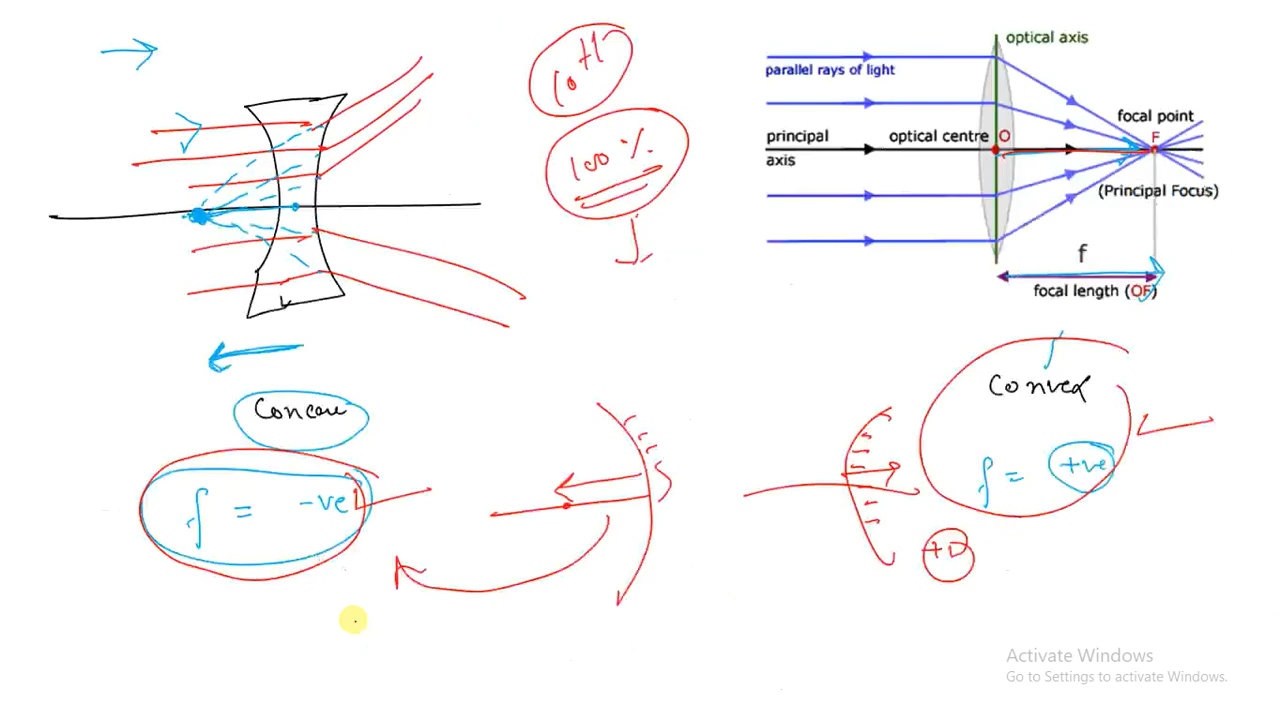 10th
100 %
optical axis
parallel rays of light
focal point
principal
axis
optical centre O
F
(Principal Focus)
f
focal length (OF)
Concave
f = -ve
Convex
f = +ve
Activate Windows
Go to Settings to activate Windows.